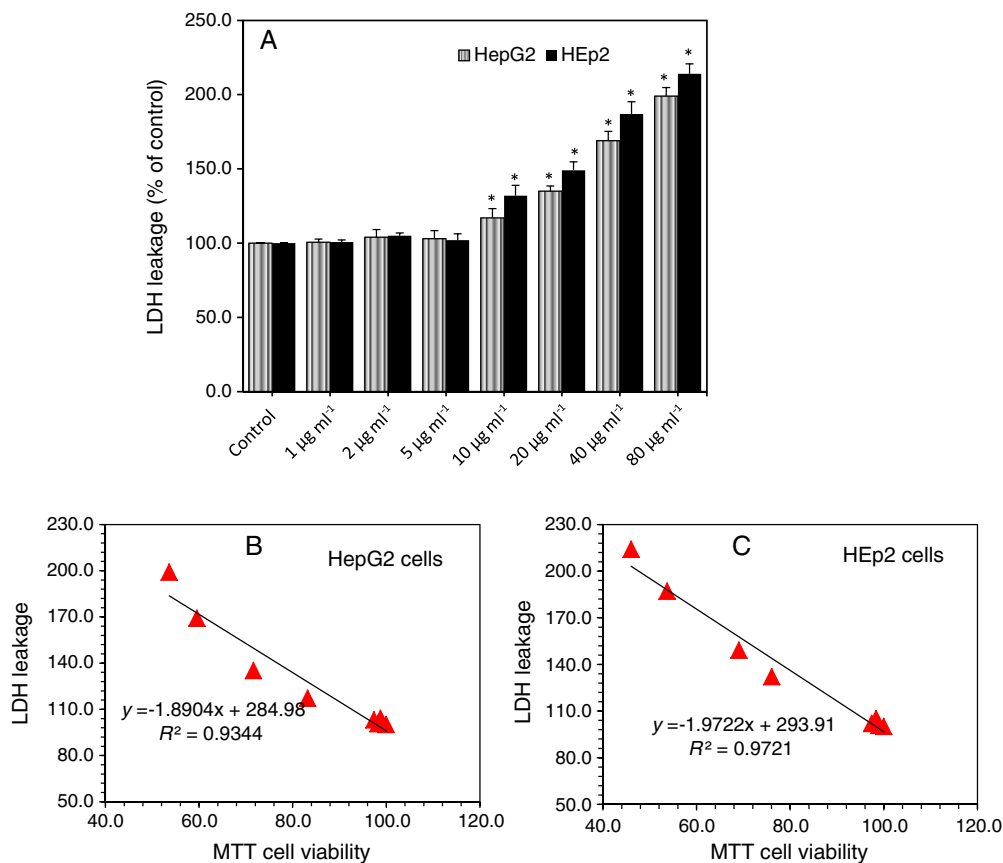 A
HepG2 HEp2
LDH leakage (% of control)
250.0
200.0
150.0
100.0
50.0
0.0
Control
1 µg ml⁻¹
2 µg ml⁻¹
5 µg ml⁻¹
10 µg ml⁻¹
20 µg ml⁻¹
40 µg ml⁻¹
80 µg ml⁻¹
* * * * * * * *
B
HepG2 cells
LDH leakage
230.0
200.0
170.0
140.0
110.0
80.0
50.0
y =-1.8904x + 284.98
R² = 0.9344
40.0 60.0 80.0 100.0 120.0
MTT cell viability
C
HEp2 cells
LDH leakage
230.0
200.0
170.0
140.0
110.0
80.0
50.0
y =-1.9722x + 293.91
R² = 0.9721
40.0 60.0 80.0 100.0 120.0
MTT cell viability